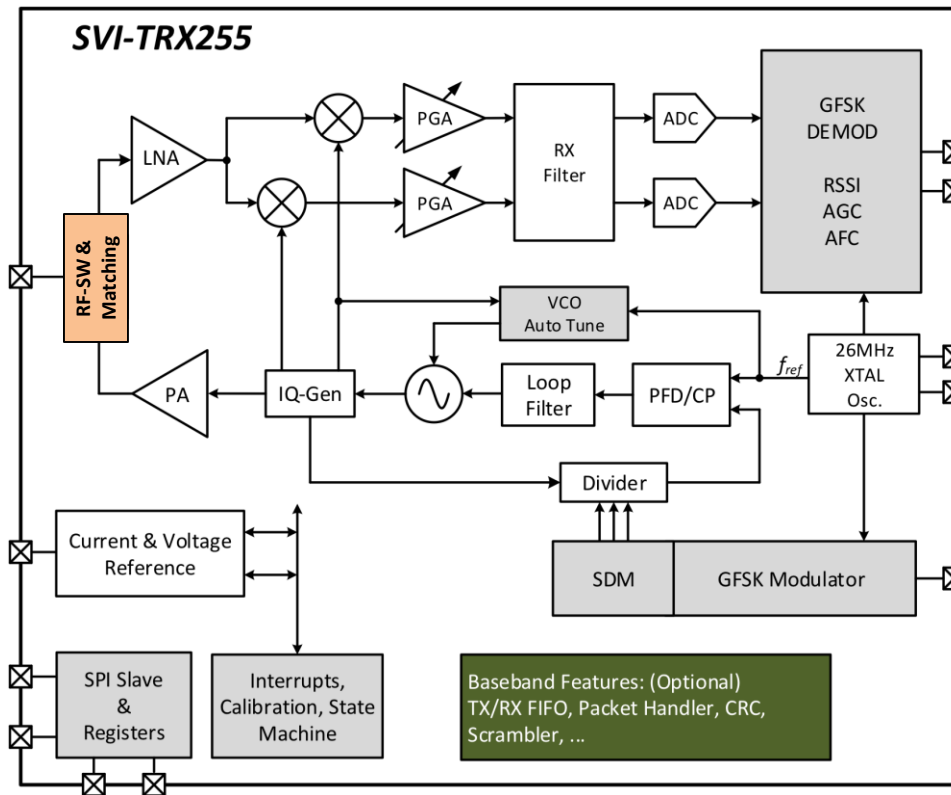 SVI-TRX255
LNA
PGA
PGA
RX
Filter
ADC
ADC
GFSK
DEMOD
RSSI
AGC
AFC
RF-SW &
Matching
VCO
Auto Tune
PA
IQ-Gen
Loop
Filter
PFD/CP
fref
26MHz
XTAL
Osc.
Divider
Current & Voltage
Reference
SDM
GFSK Modulator
SPI Slave
&
Registers
Interrupts,
Calibration, State
Machine
Baseband Features: (Optional)
TX/RX FIFO, Packet Handler, CRC,
Scrambler, ...